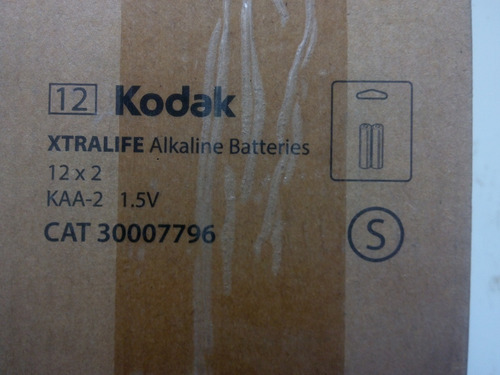 12 Kodak
XTRALIFE Alkaline Batteries
12 x 2
KAA-2 1.5V
CAT 30007796
S